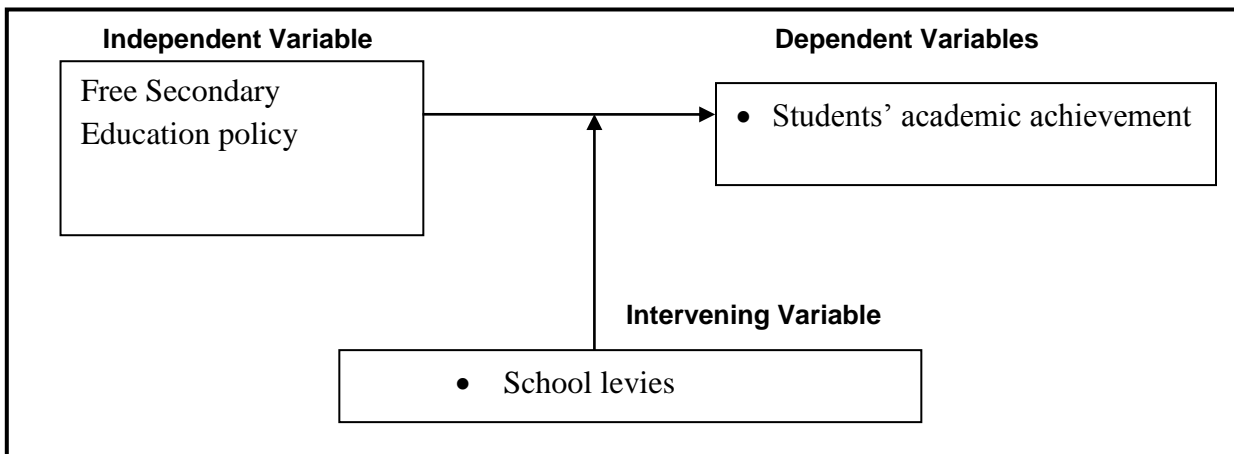 Independent Variable
Dependent Variables
Free Secondary
Education policy
• Students’ academic achievement
Intervening Variable
• School levies